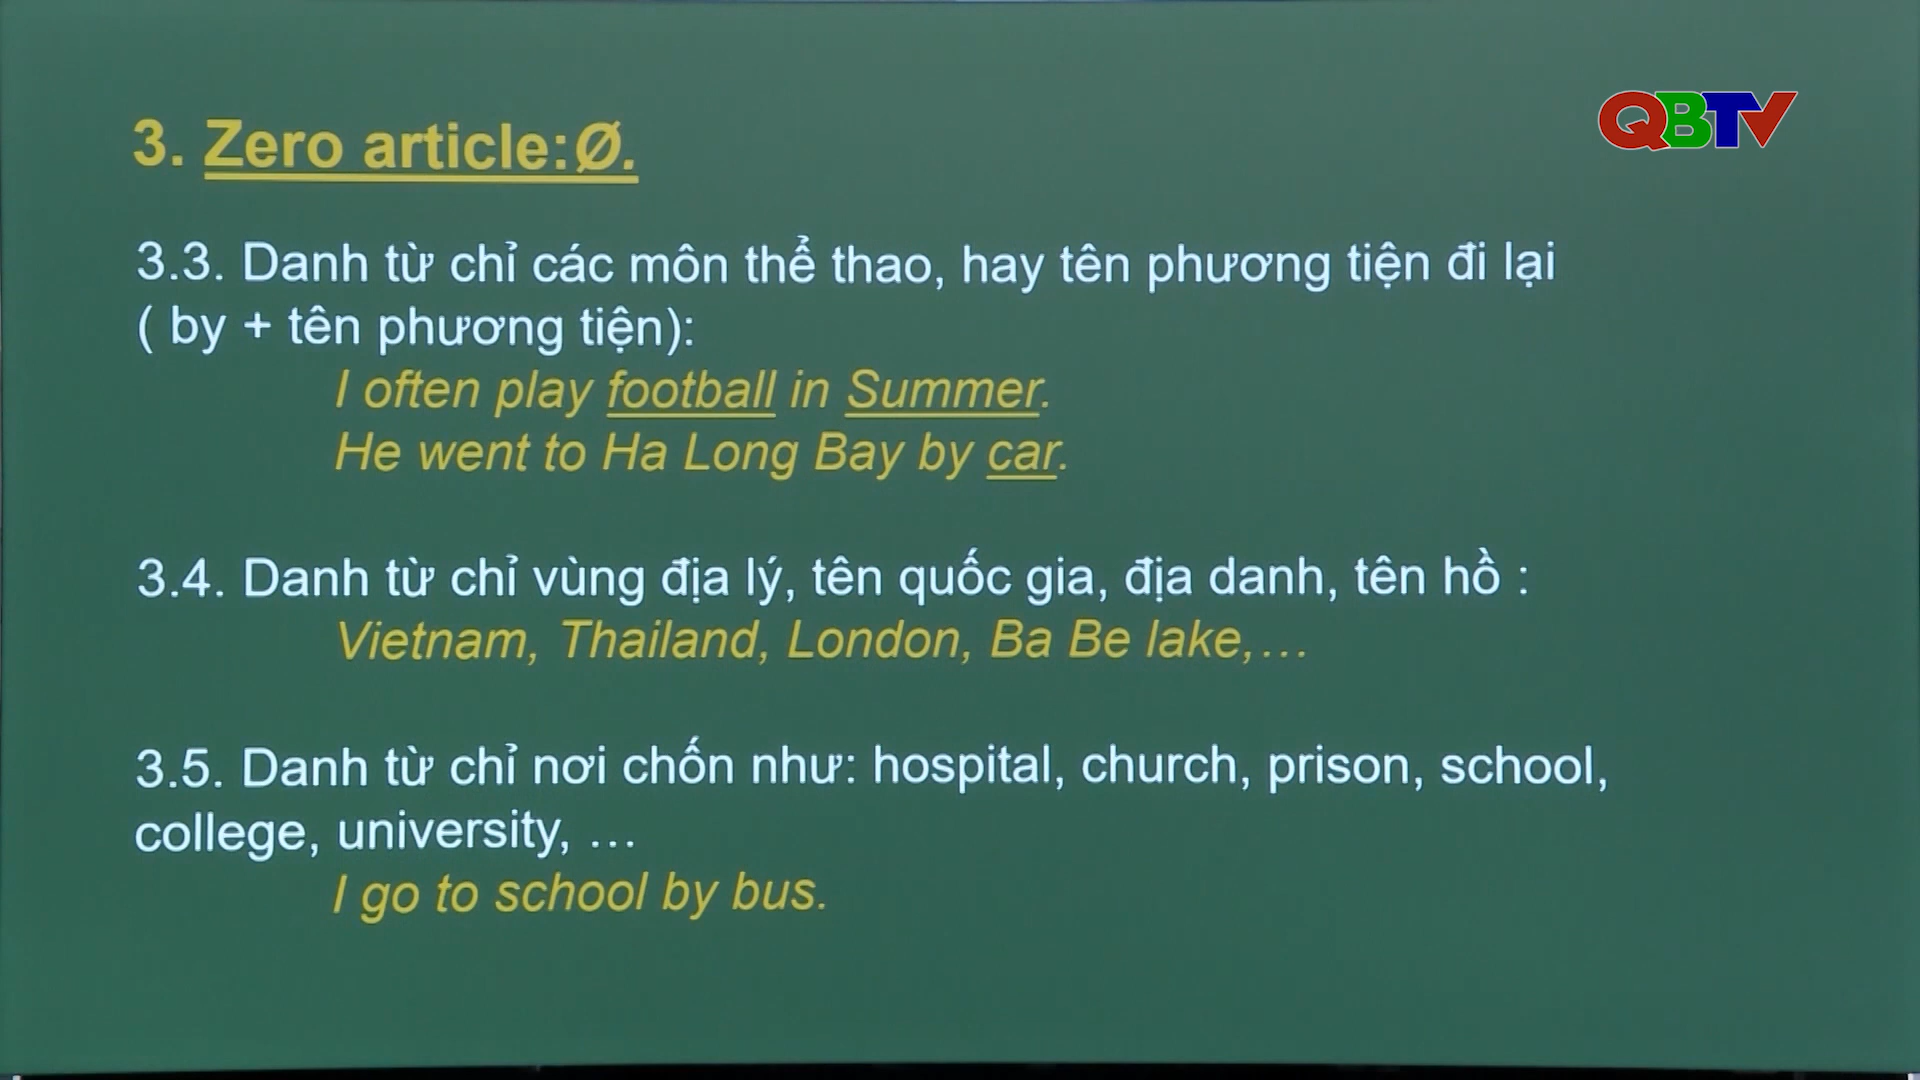 QBTV
3. Zero article:Ø.
3.3. Danh từ chỉ các môn thể thao, hay tên phương tiện đi lại
( by + tên phương tiện):
I often play football in Summer.
He went to Ha Long Bay by car.
3.4. Danh từ chỉ vùng địa lý, tên quốc gia, địa danh, tên hồ :
Vietnam, Thailand, London, Ba Be lake,...
3.5. Danh từ chỉ nơi chốn như: hospital, church, prison, school,
college, university, ...
I go to school by bus.